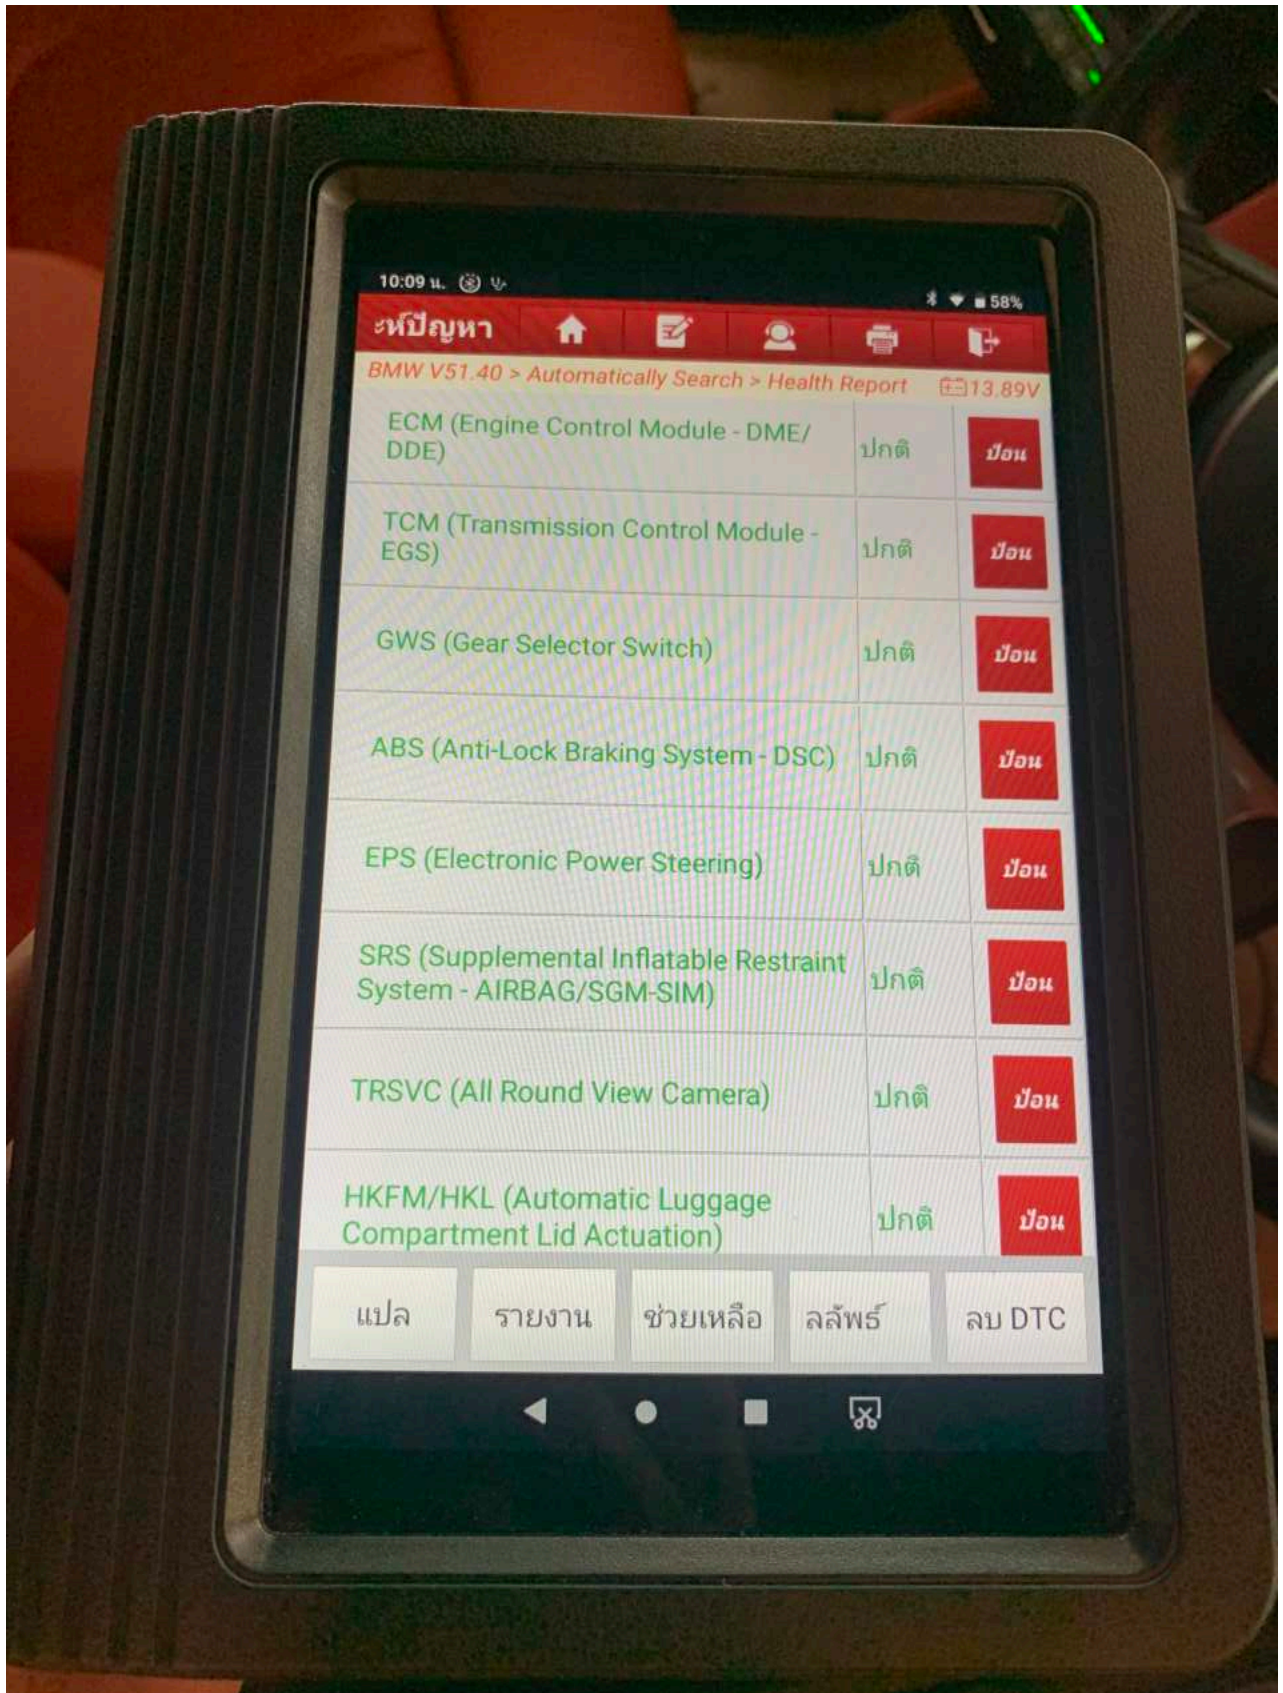 10:09 น. 58%
ะห์ปัญหา
BMW V51.40 > Automatically Search > Health Report 13.89V
ECM (Engine Control Module - DME/
DDE) ปกติ ป้อน
TCM (Transmission Control Module -
EGS) ปกติ ป้อน
GWS (Gear Selector Switch) ปกติ ป้อน
ABS (Anti-Lock Braking System - DSC) ปกติ ป้อน
EPS (Electronic Power Steering) ปกติ ป้อน
SRS (Supplemental Inflatable Restraint
System - AIRBAG/SGM-SIM) ปกติ ป้อน
TRSVC (All Round View Camera) ปกติ ป้อน
HKFM/HKL (Automatic Luggage
Compartment Lid Actuation) ปกติ ป้อน
แปล รายงาน ช่วยเหลือ ลลัพธ์ ลบ DTC